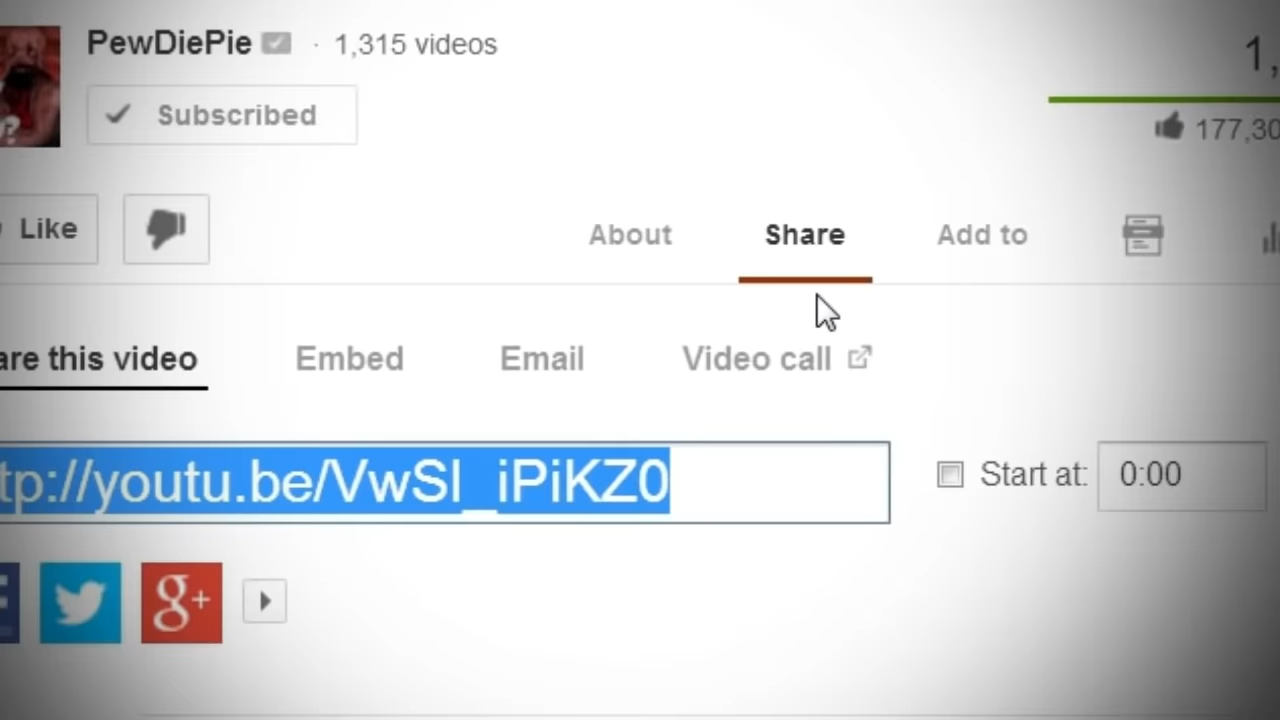 PewDiePie · 1,315 videos
1,
Subscribed
177,30
Like
About Share Add to
are this video Embed Email Video call
tp://youtu.be/VwSl_iPiKZ0
Start at: 0:00
g+